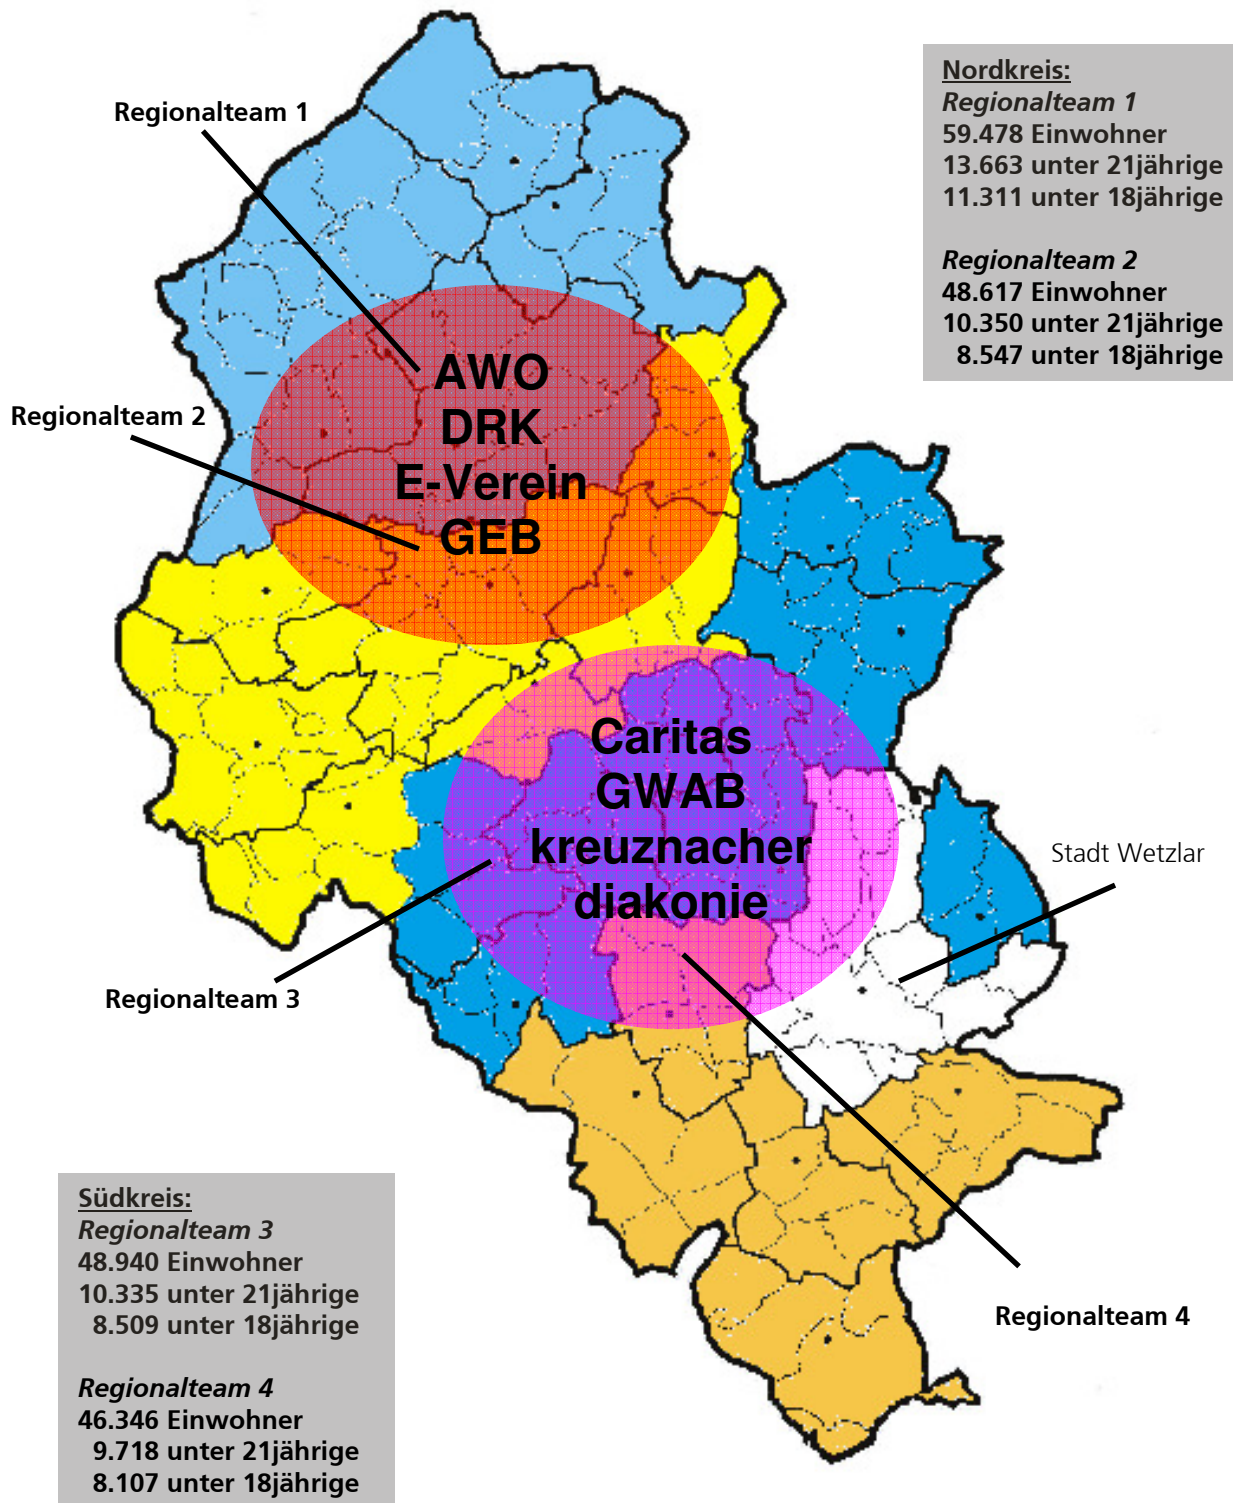 Regionalteam 1
Nordkreis:
Regionalteam 1
59.478 Einwohner
13.663 unter 21jährige
11.311 unter 18jährige
Regionalteam 2
48.617 Einwohner
10.350 unter 21jährige
8.547 unter 18jährige
Regionalteam 2
AWO
DRK
E-Verein
GEB
Caritas
GWAB
kreuznacher
diakonie
Stadt Wetzlar
Regionalteam 3
Südkreis:
Regionalteam 3
48.940 Einwohner
10.335 unter 21jährige
8.509 unter 18jährige
Regionalteam 4
46.346 Einwohner
9.718 unter 21jährige
8.107 unter 18jährige
Regionalteam 4